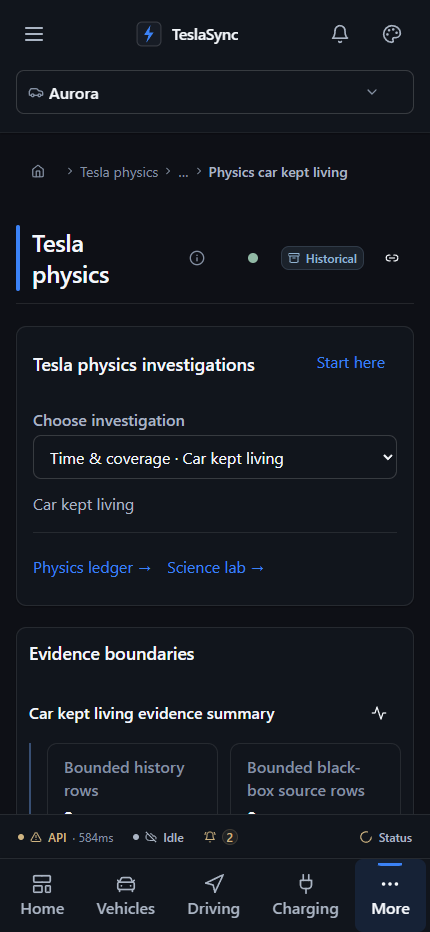 TeslaSync
Aurora
Tesla physics › ... › Physics car kept living
Tesla
physics
Historical
Tesla physics investigations
Start here
Choose investigation
Time & coverage · Car kept living
Car kept living
Physics ledger → Science lab →
Evidence boundaries
Car kept living evidence summary
Bounded history
rows
Bounded black-
box source rows
API · 584ms
Idle
2
Status
Home
Vehicles
Driving
Charging
More